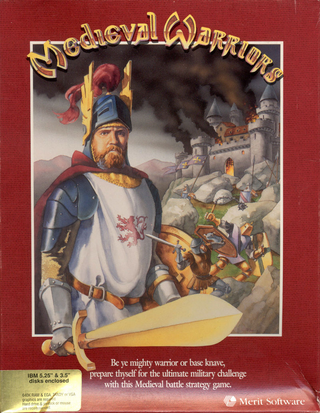 Medieval Warriors
Be ye mighty warrior or base knave,
prepare thyself for the ultimate military challenge
with this Medieval battle strategy game.
IBM 5.25" & 3.5"
disks enclosed
Merit Software